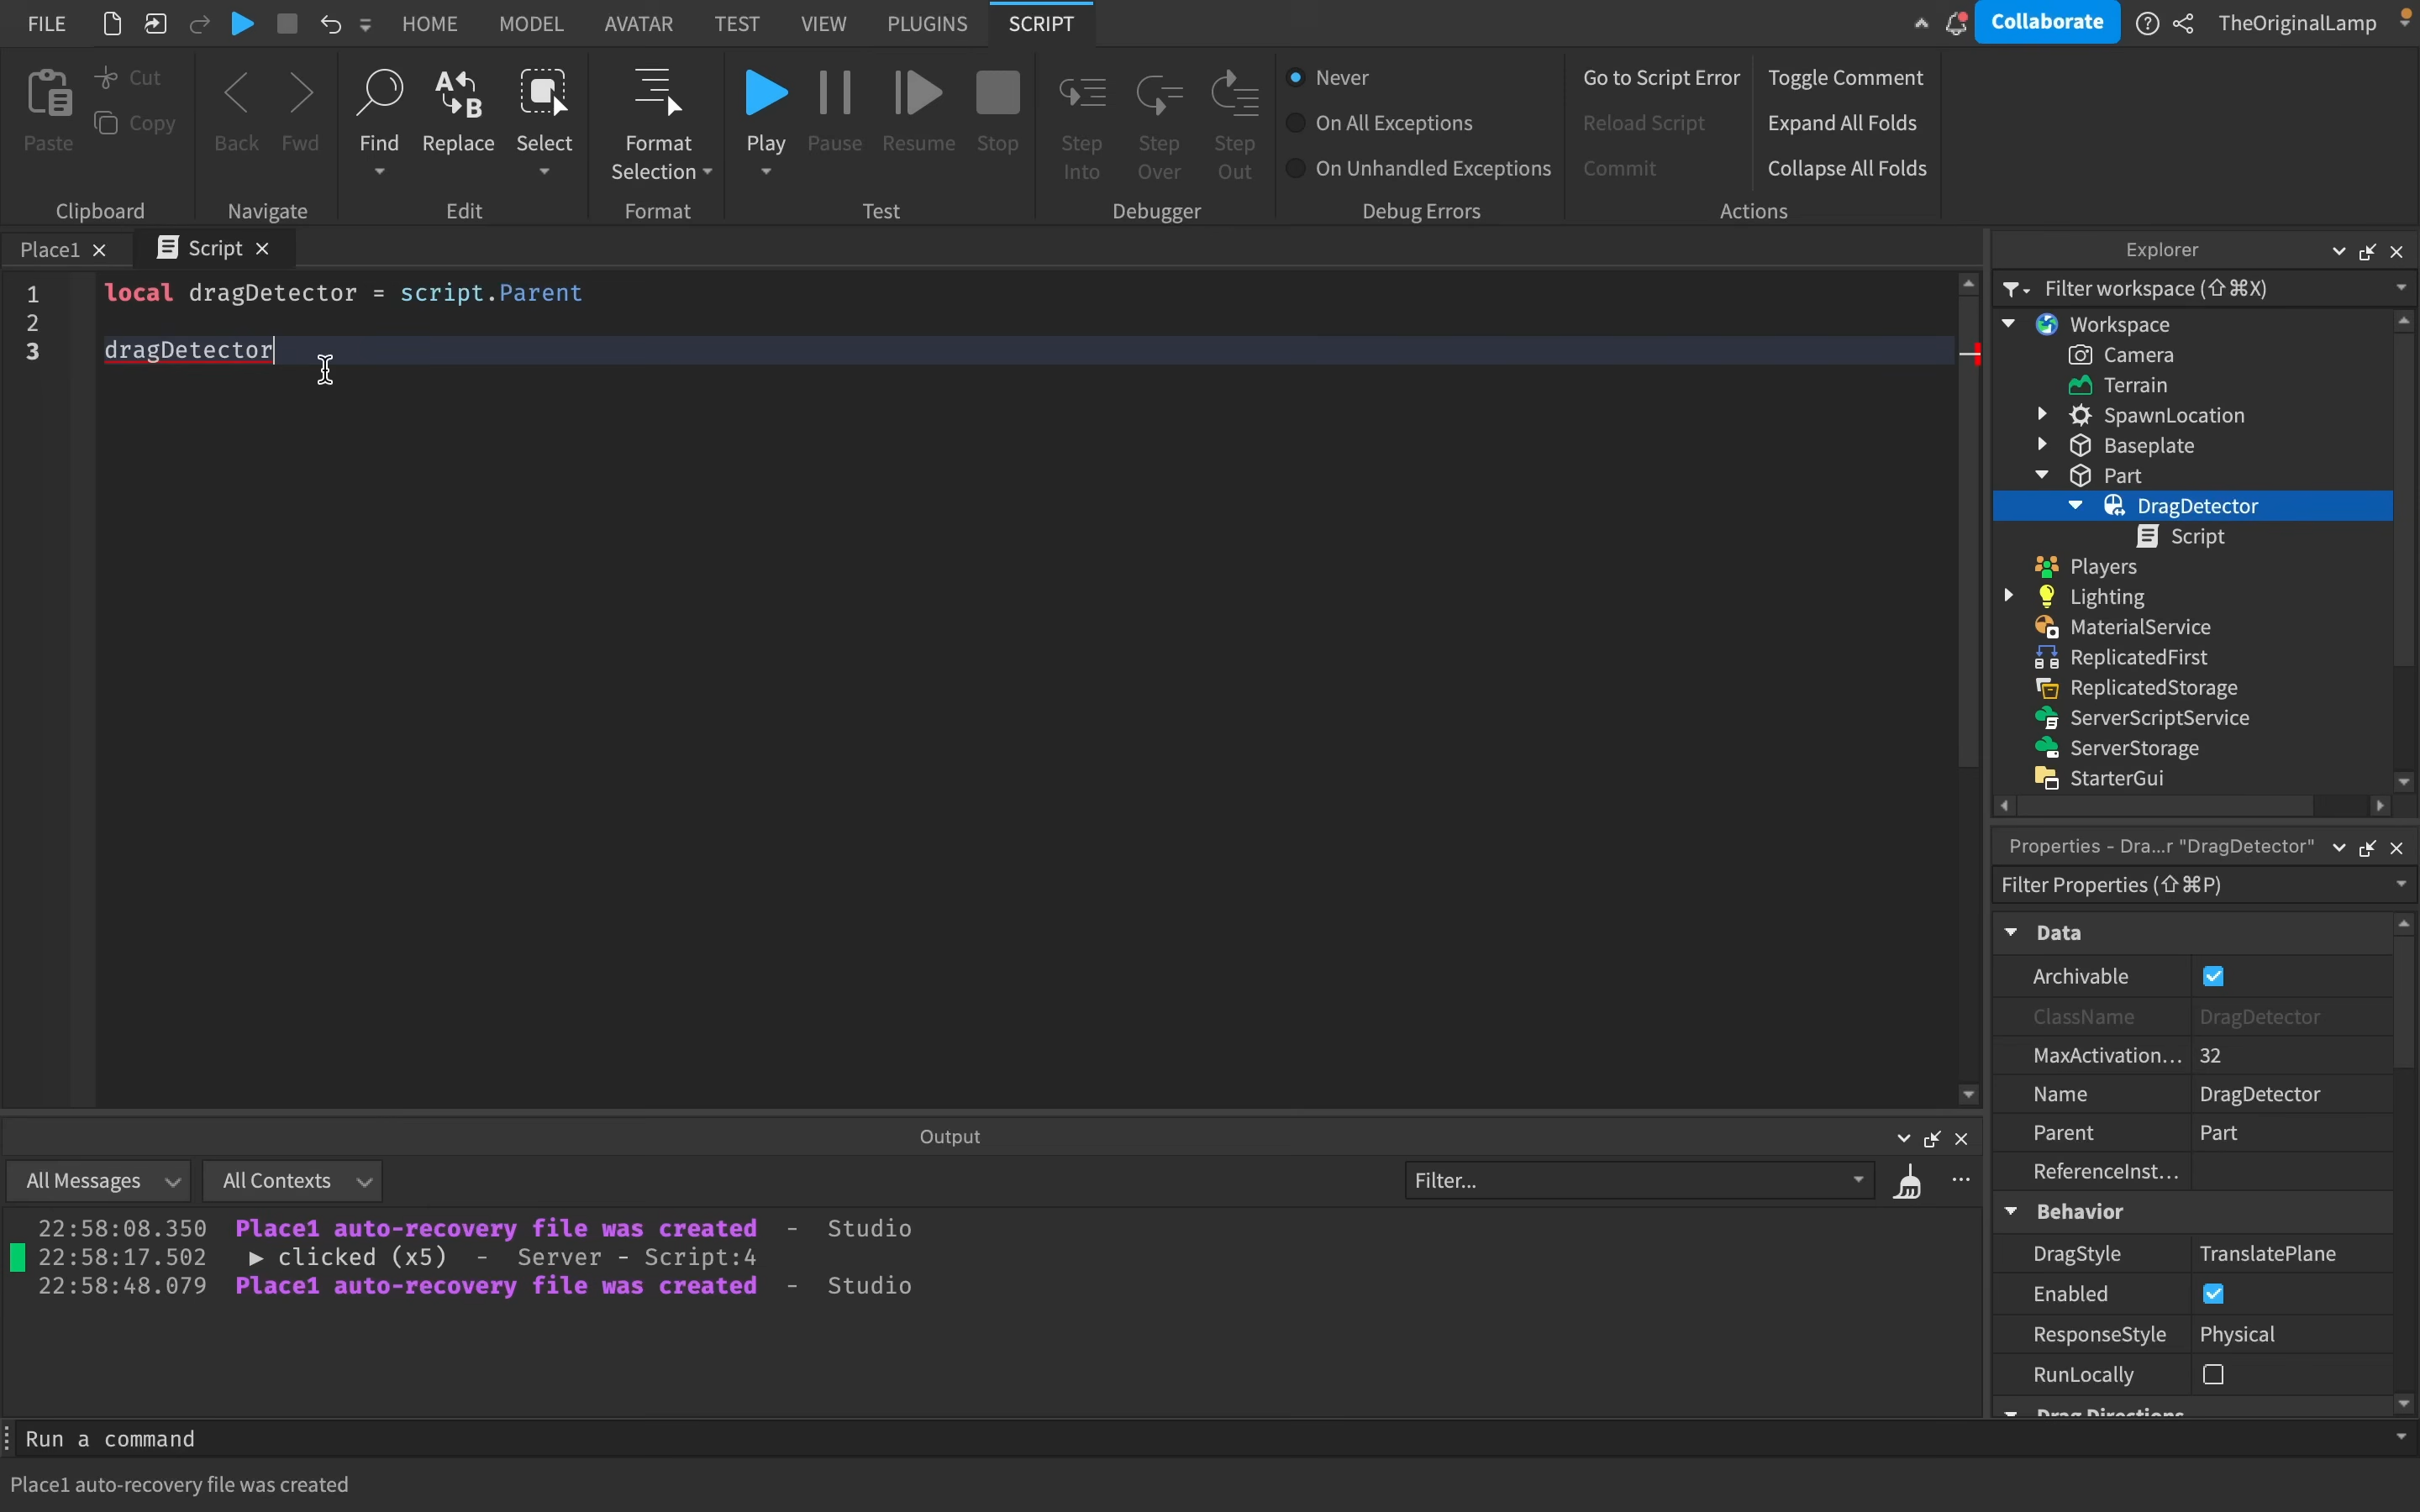 FILE HOME MODEL AVATAR TEST VIEW PLUGINS SCRIPT Collaborate TheOriginalLamp
Paste Cut Copy Back Fwd Find Replace Select Format Selection Play Pause Resume Stop Step Into Step Over Step Out
Never
On All Exceptions
On Unhandled Exceptions
Go to Script Error
Reload Script
Commit
Toggle Comment
Expand All Folds
Collapse All Folds
Clipboard Navigate Edit Format Test Debugger Debug Errors Actions
Place1 Script
1 local dragDetector = script.Parent
2
3 dragDetector
Explorer
Filter workspace (⇧⌘X)
Workspace
Camera
Terrain
SpawnLocation
Baseplate
Part
DragDetector
Script
Players
Lighting
MaterialService
ReplicatedFirst
ReplicatedStorage
ServerScriptService
ServerStorage
StarterGui
Properties - Dra...r "DragDetector"
Filter Properties (⇧⌘P)
Data
Archivable
ClassName DragDetector
MaxActivation... 32
Name DragDetector
Parent Part
ReferenceInst...
Behavior
DragStyle TranslatePlane
Enabled
ResponseStyle Physical
RunLocally
Drag Directions
Output
All Messages All Contexts Filter...
22:58:08.350 Place1 auto-recovery file was created - Studio
22:58:17.502 ▶ clicked (x5) - Server - Script:4
22:58:48.079 Place1 auto-recovery file was created - Studio
Run a command
Place1 auto-recovery file was created